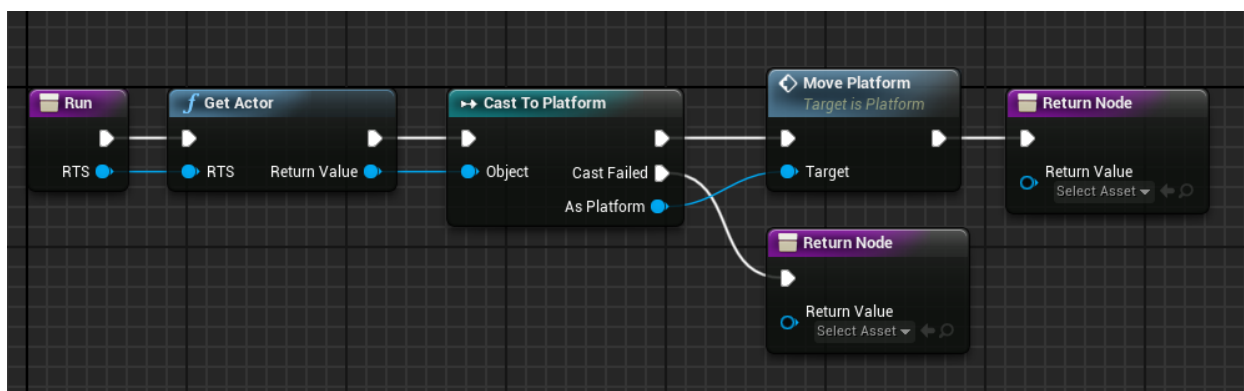 Run
RTS
Get Actor
RTS
Return Value
Cast To Platform
Object
Cast Failed
As Platform
Move Platform
Target is Platform
Target
Return Node
Return Value
Select Asset
Return Node
Return Value
Select Asset